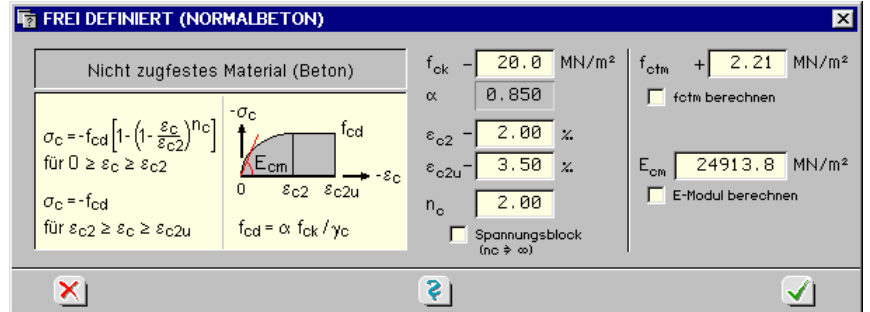 FREI DEFINIERT (NORMALBETON)
Nicht zugfestes Material (Beton)
σc = -fcd [1- (1- εc/εc2)^nc]
für 0 ≥ εc ≥ εc2
σc = -fcd
für εc2 ≥ εc ≥ εc2u
-σc
fcd
Ecm
-εc
0 εc2 εc2u
fcd = α fck / γc
fck - 20.0 MN/m²
α 0.850
εc2 - 2.00 ‰
εc2u - 3.50 ‰
nc 2.00
Spannungsblock
(nc → ∞)
fctm + 2.21 MN/m²
fctm berechnen
Ecm 24913.8 MN/m²
E-Modul berechnen